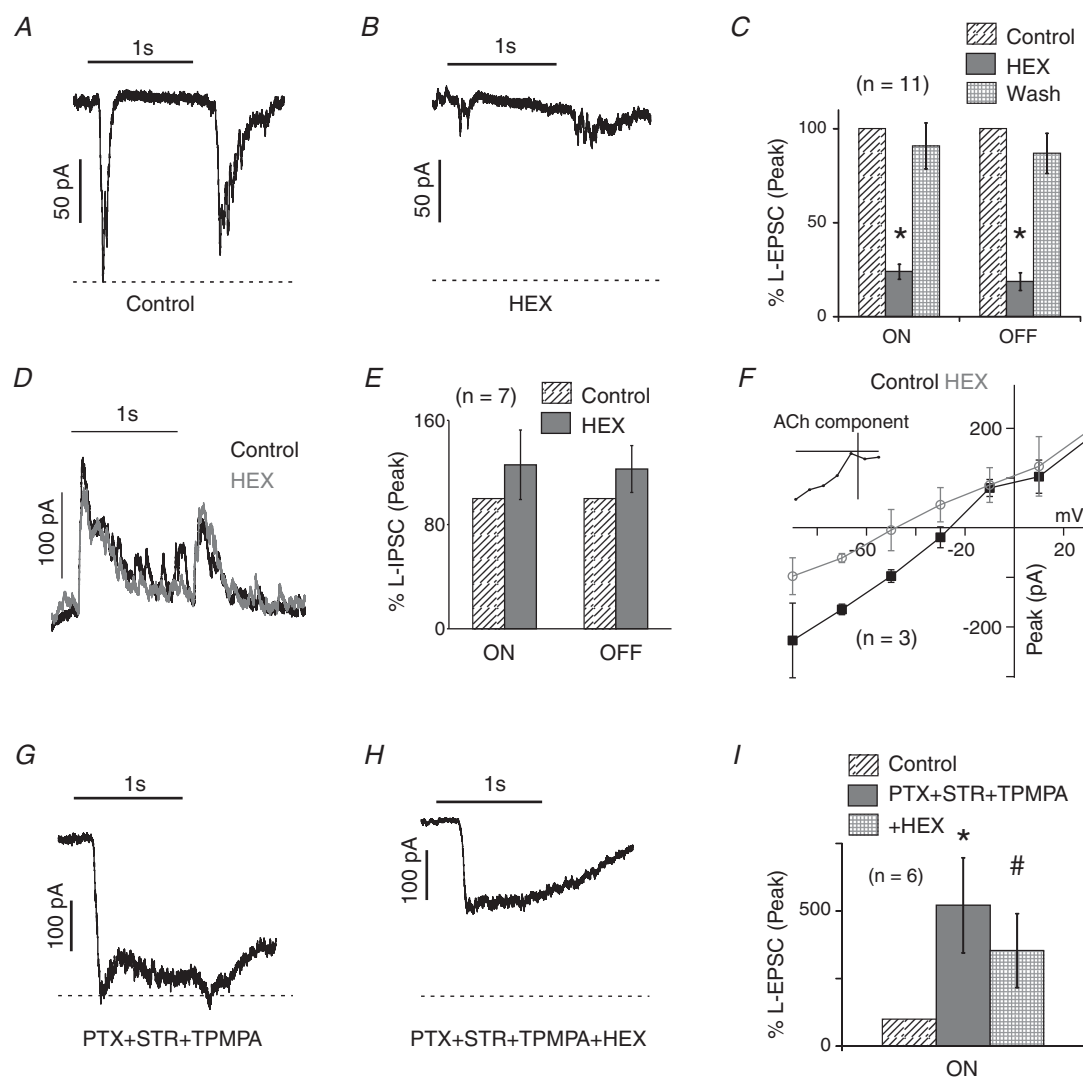 A
1s
50 pA
Control
B
1s
50 pA
HEX
C
Control
HEX
Wash
(n = 11)
% L-EPSC (Peak)
100
50
0
*
*
ON
OFF
D
1s
Control
HEX
100 pA
E
(n = 7)
Control
HEX
% L-IPSC (Peak)
160
80
0
ON
OFF
F
Control HEX
ACh component
200
mV
-60
-20
20
-200
Peak (pA)
(n = 3)
G
1s
100 pA
PTX+STR+TPMPA
H
1s
100 pA
PTX+STR+TPMPA+HEX
I
Control
PTX+STR+TPMPA
+HEX
*
#
(n = 6)
% L-EPSC (Peak)
500
0
ON